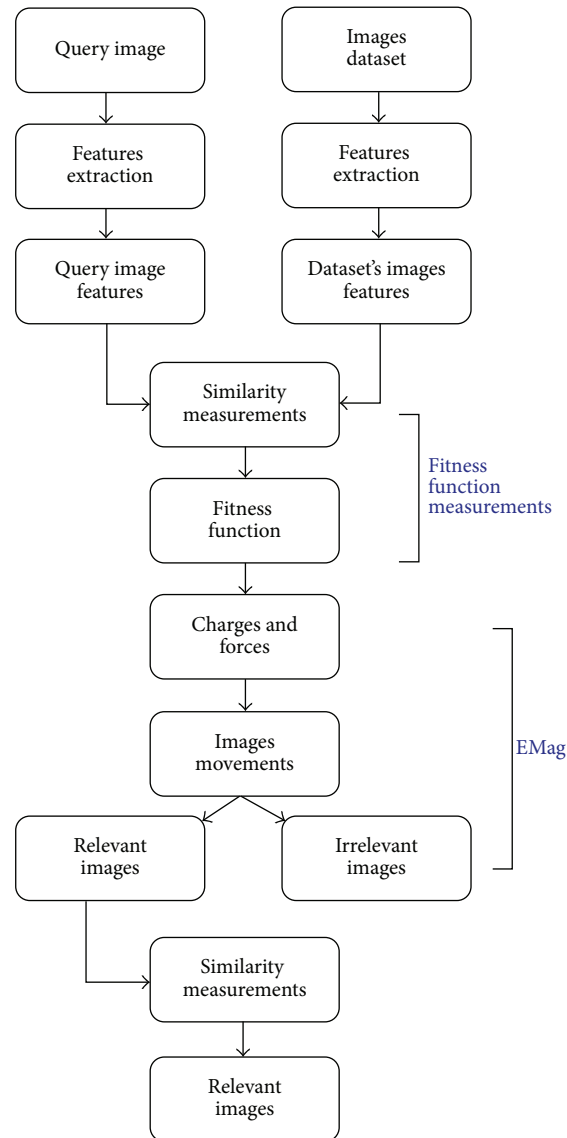 Query image
Images
dataset
Features
extraction
Features
extraction
Query image
features
Dataset's images
features
Similarity
measurements
Fitness
function
measurements
Fitness
function
Charges and
forces
Images
movements
EMag
Relevant
images
Irrelevant
images
Similarity
measurements
Relevant
images